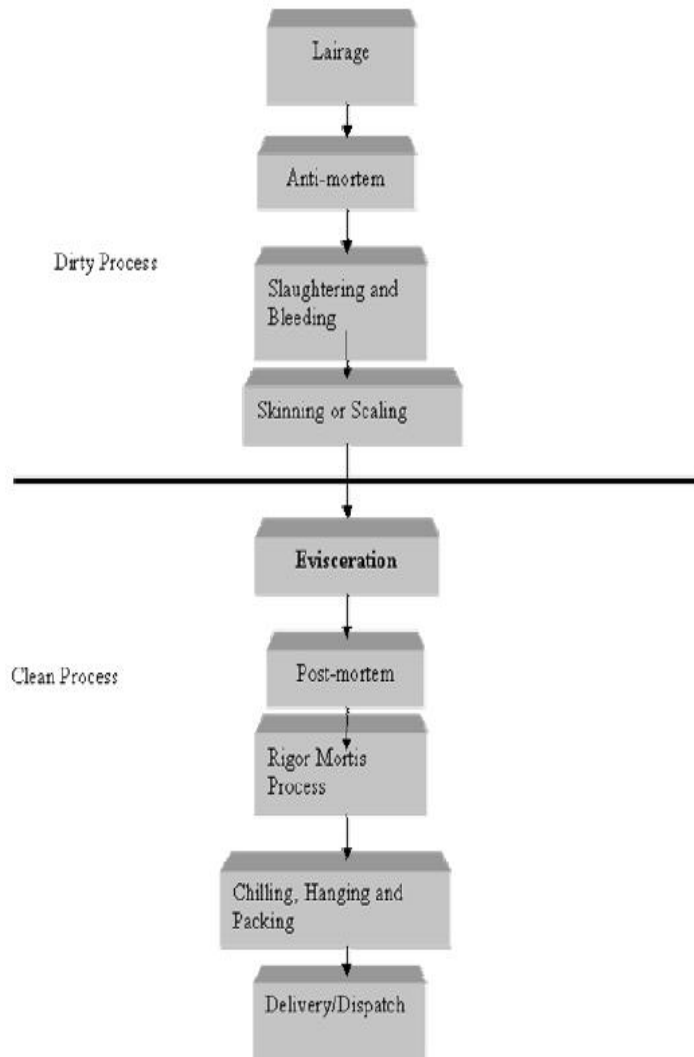 Lairage
Anti-mortem
Dirty Process
Slaughtering and
Bleeding
Skinning or Scaling
Evisceration
Clean Process
Post-mortem
Rigor Mortis
Process
Chilling, Hanging and
Packing
Delivery/Dispatch